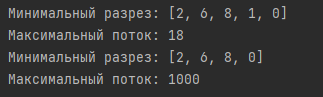 Минимальный разрез: [2, 6, 8, 1, 0]
Максимальный поток: 18
Минимальный разрез: [2, 6, 8, 0]
Максимальный поток: 1000